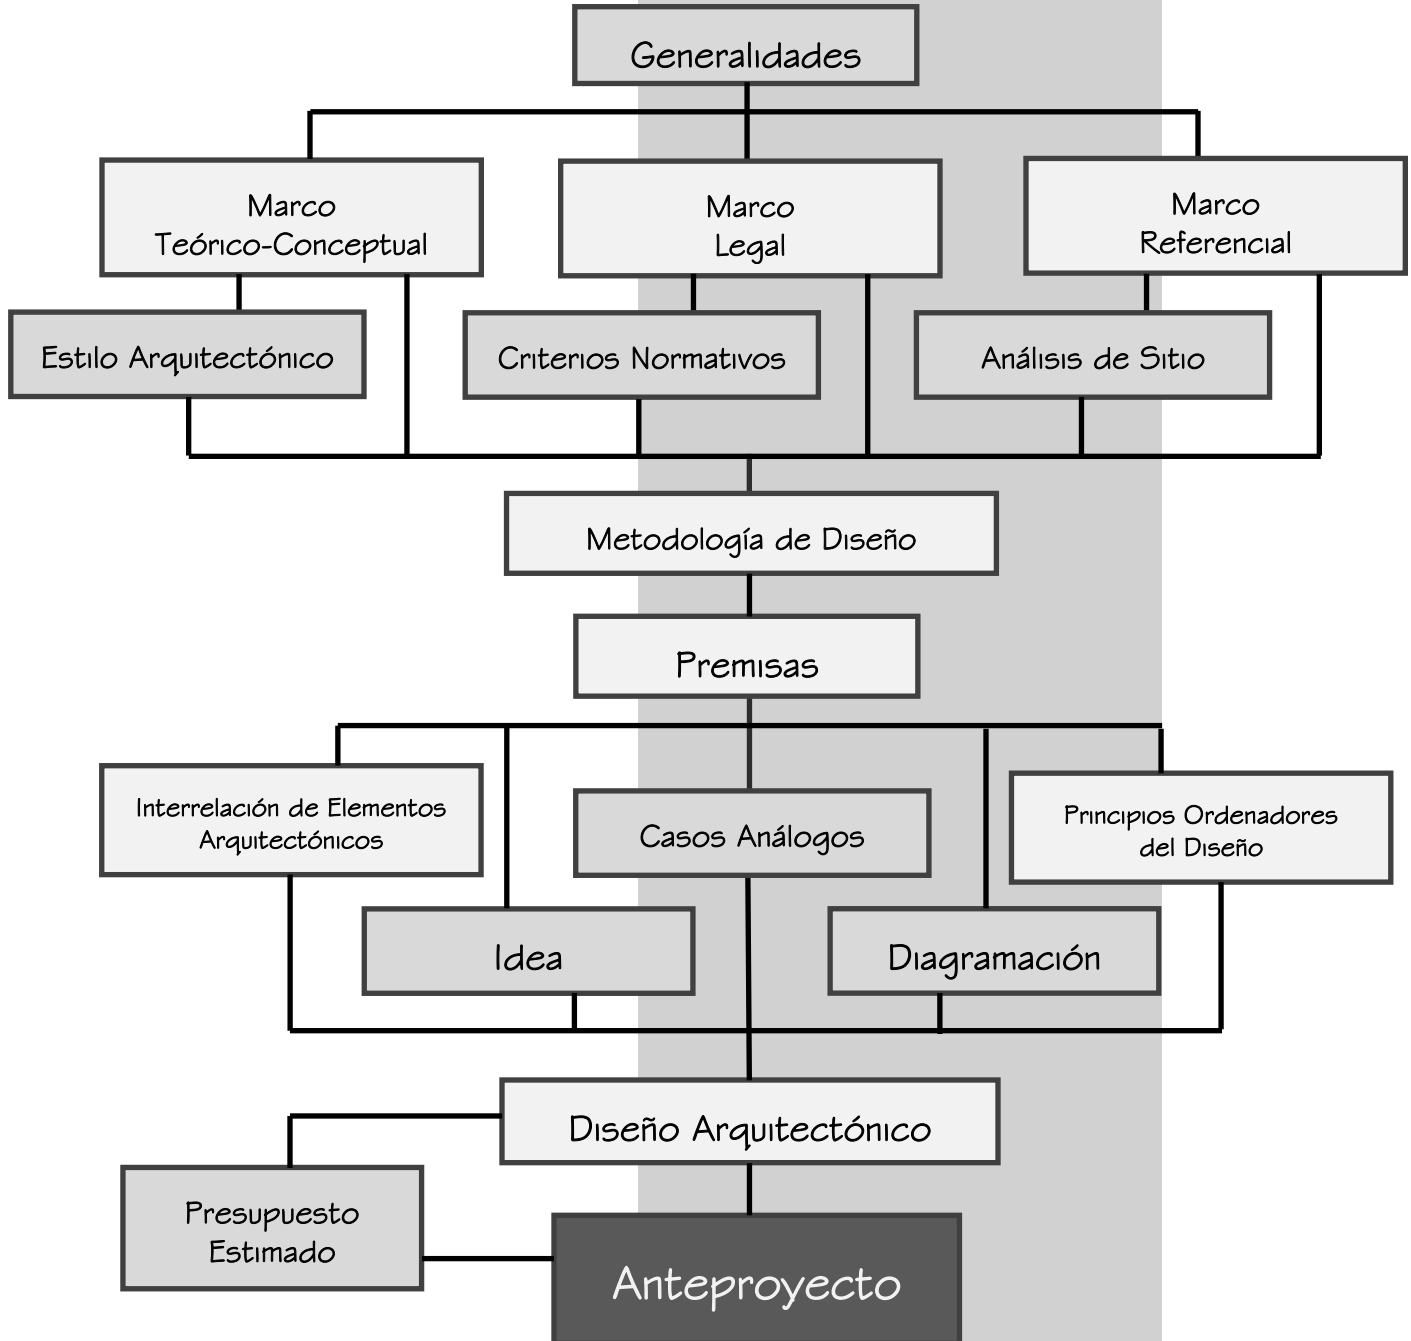 Generalidades
Marco
Teórico-Conceptual
Marco
Legal
Marco
Referencial
Estilo Arquitectónico
Criterios Normativos
Análisis de Sitio
Metodología de Diseño
Premisas
Interrelación de Elementos
Arquitectónicos
Casos Análogos
Principios Ordenadores
del Diseño
Idea
Diagramación
Diseño Arquitectónico
Presupuesto
Estimado
Anteproyecto